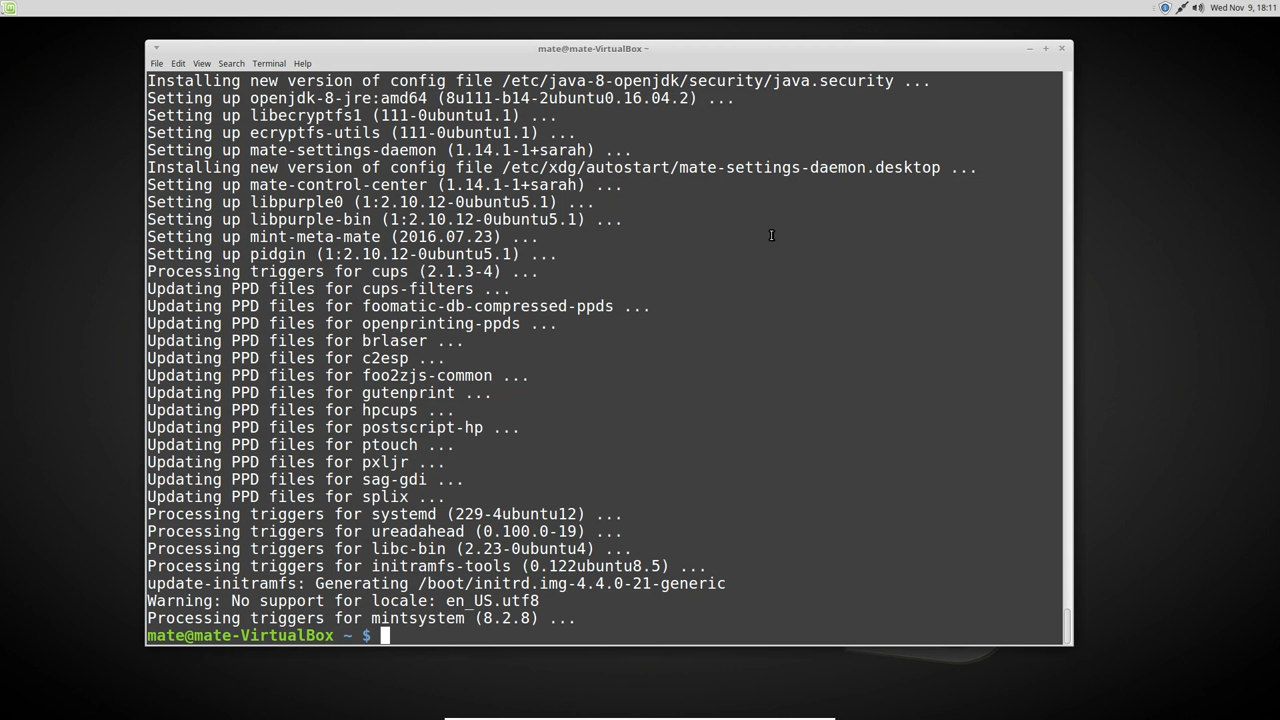 Wed Nov 9, 18:11
mate@mate-VirtualBox ~
File Edit View Search Terminal Help
Installing new version of config file /etc/java-8-openjdk/security/java.security ...
Setting up openjdk-8-jre:amd64 (8u111-b14-2ubuntu0.16.04.2) ...
Setting up libecryptfs1 (111-0ubuntu1.1) ...
Setting up ecryptfs-utils (111-0ubuntu1.1) ...
Setting up mate-settings-daemon (1.14.1-1+sarah) ...
Installing new version of config file /etc/xdg/autostart/mate-settings-daemon.desktop ...
Setting up mate-control-center (1.14.1-1+sarah) ...
Setting up libpurple0 (1:2.10.12-0ubuntu5.1) ...
Setting up libpurple-bin (1:2.10.12-0ubuntu5.1) ...
Setting up mint-meta-mate (2016.07.23) ...
Setting up pidgin (1:2.10.12-0ubuntu5.1) ...
Processing triggers for cups (2.1.3-4) ...
Updating PPD files for cups-filters ...
Updating PPD files for foomatic-db-compressed-ppds ...
Updating PPD files for openprinting-ppds ...
Updating PPD files for brlaser ...
Updating PPD files for c2esp ...
Updating PPD files for foo2zjs-common ...
Updating PPD files for gutenprint ...
Updating PPD files for hpcups ...
Updating PPD files for postscript-hp ...
Updating PPD files for ptouch ...
Updating PPD files for pxljr ...
Updating PPD files for sag-gdi ...
Updating PPD files for splix ...
Processing triggers for systemd (229-4ubuntu12) ...
Processing triggers for ureadahead (0.100.0-19) ...
Processing triggers for libc-bin (2.23-0ubuntu4) ...
Processing triggers for initramfs-tools (0.122ubuntu8.5) ...
update-initramfs: Generating /boot/initrd.img-4.4.0-21-generic
Warning: No support for locale: en_US.utf8
Processing triggers for mintsystem (8.2.8) ...
mate@mate-VirtualBox ~ $